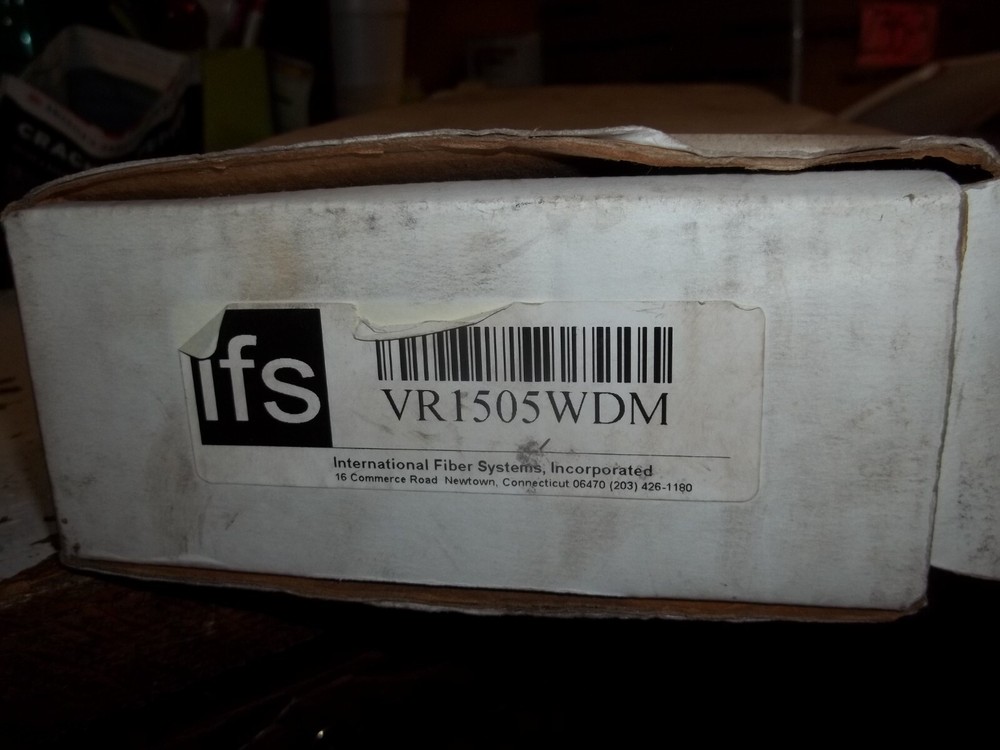 ifs
VR1505WDM
International Fiber Systems, Incorporated
16 Commerce Road Newtown, Connecticut 06470 (203) 426-1180